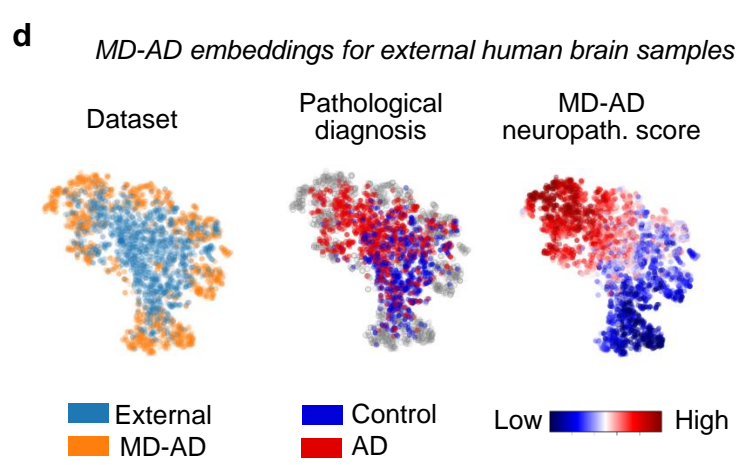 d
MD-AD embeddings for external human brain samples
Dataset
Pathological
diagnosis
MD-AD
neuropath. score
External
MD-AD
Control
AD
Low
High